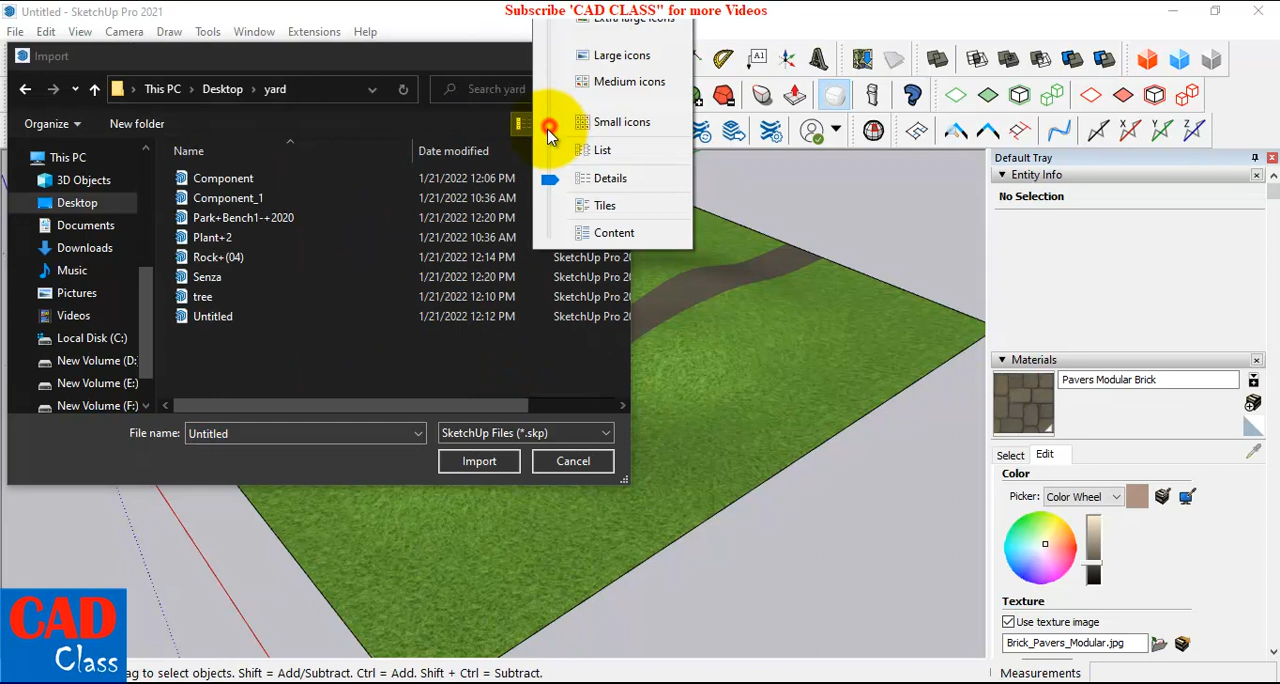 Subscribe 'CAD CLASS" for more Videos
Untitled - SketchUp Pro 2021
File Edit View Camera Draw Tools Window Extensions Help
Import
This PC > Desktop > yard
Search yard
Organize
New folder
Name
Date modified
This PC
3D Objects
Desktop
Documents
Downloads
Music
Pictures
Videos
Local Disk (C:)
New Volume (D:
New Volume (E:)
New Volume (F:)
Component 1/21/2022 12:06 PM
Component_1 1/21/2022 10:36 AM
Park+Bench1-+2020 1/21/2022 12:20 PM
Plant+2 1/21/2022 10:36 AM
Rock+(04) 1/21/2022 12:14 PM SketchUp Pro 20
Senza 1/21/2022 12:20 PM SketchUp Pro 20
tree 1/21/2022 12:10 PM SketchUp Pro 20
Untitled 1/21/2022 12:12 PM SketchUp Pro 20
File name: Untitled
SketchUp Files (*.skp)
Import
Cancel
Extra large icons
Large icons
Medium icons
Small icons
List
Details
Tiles
Content
A1
X
Y
Z
Default Tray
Entity Info
No Selection
Materials
Pavers Modular Brick
Select Edit
Color
Picker: Color Wheel
Texture
Use texture image
Brick_Pavers_Modular.jpg
Measurements
CAD
Class
ag to select objects. Shift = Add/Subtract. Ctrl = Add. Shift + Ctrl = Subtract.